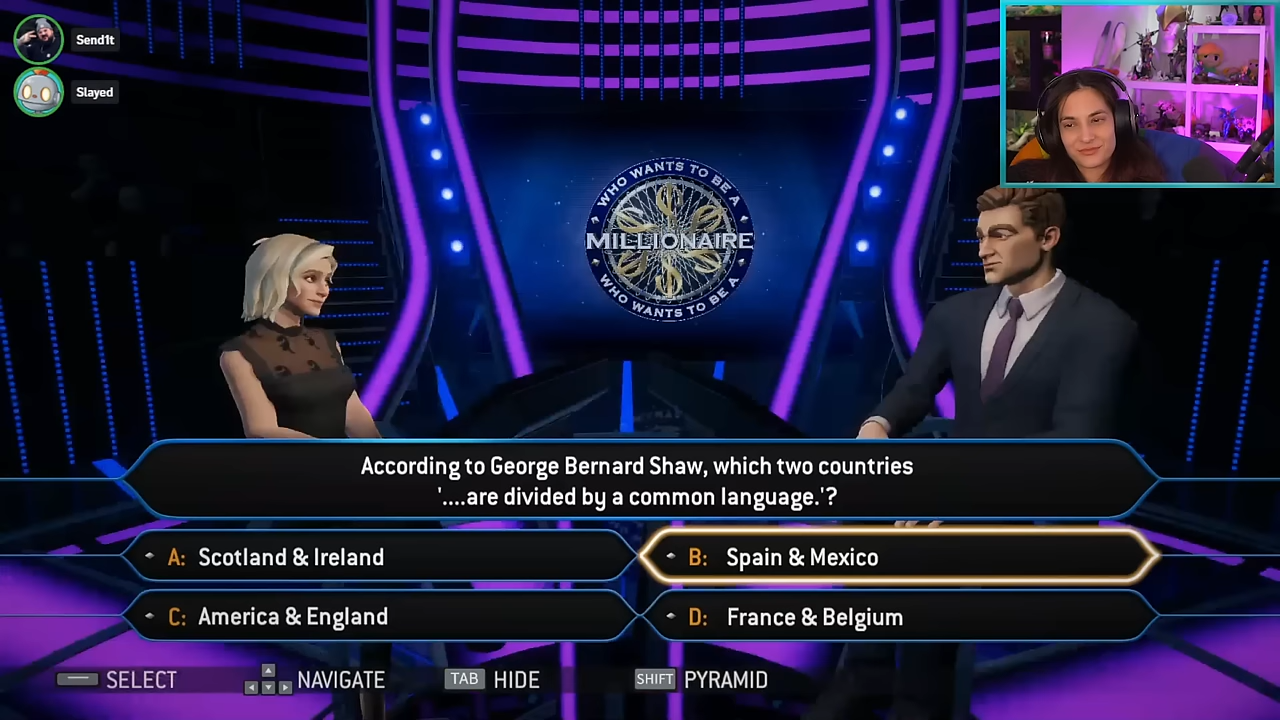 Send1t
Slayed
WHO WANTS TO BE A
MILLIONAIRE
WHO WANTS TO BE A
According to George Bernard Shaw, which two countries
'....are divided by a common language.'?
A: Scotland & Ireland
B: Spain & Mexico
C: America & England
D: France & Belgium
SELECT
NAVIGATE
TAB HIDE
SHIFT PYRAMID